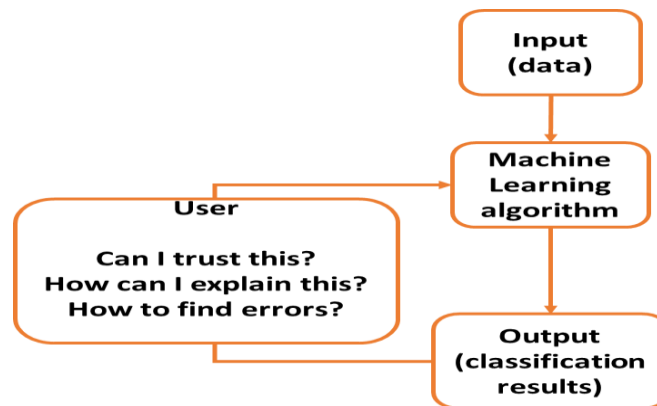 Input
(data)
Machine
Learning
algorithm
User
Can I trust this?
How can I explain this?
How to find errors?
Output
(classification
results)